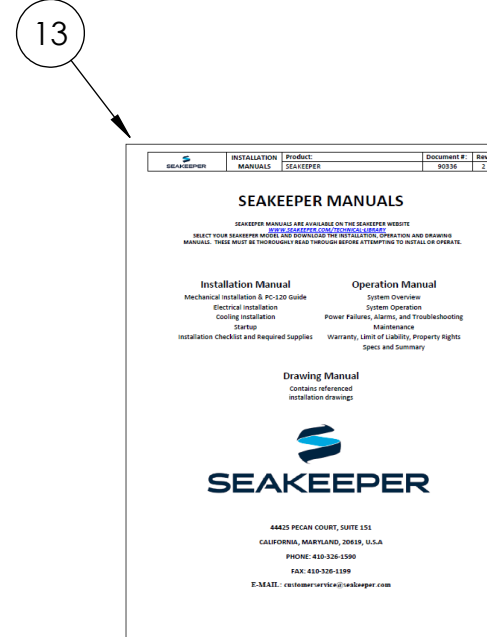 13
SEAKEEPER
INSTALLATION MANUALS
Product:
SEAKEEPER
Document #:
90336
Rev
2
SEAKEEPER MANUALS
SEAKEEPER MANUALS ARE AVAILABLE ON THE SEAKEEPER WEBSITE
WWW.SEAKEEPER.COM/TECHNICAL-LIBRARY
SELECT YOUR SEAKEEPER MODEL AND DOWNLOAD THE INSTALLATION, OPERATION AND DRAWING
MANUALS. THESE MUST BE THOROUGHLY READ THROUGH BEFORE ATTEMPTING TO INSTALL OR OPERATE.
Installation Manual
Mechanical Installation & PC-120 Guide
Electrical Installation
Cooling Installation
Startup
Installation Checklist and Required Supplies
Operation Manual
System Overview
System Operation
Power Failures, Alarms, and Troubleshooting
Maintenance
Warranty, Limit of Liability, Property Rights
Specs and Summary
Drawing Manual
Contains referenced
installation drawings
SEAKEEPER
44425 PECAN COURT, SUITE 151
CALIFORNIA, MARYLAND, 20619, U.S.A
PHONE: 410-326-1590
FAX: 410-326-1199
E-MAIL: customerservice@seakeeper.com